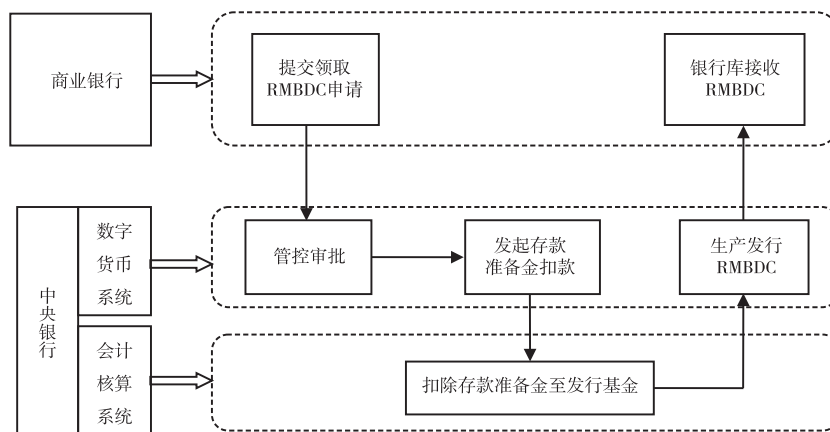 商业银行
提交领取
RMBDC申请
银行库接收
RMBDC
中央银行
数字
货币
系统
管控审批
发起存款
准备金扣款
生产发行
RMBDC
会计
核算
系统
扣除存款准备金至发行基金